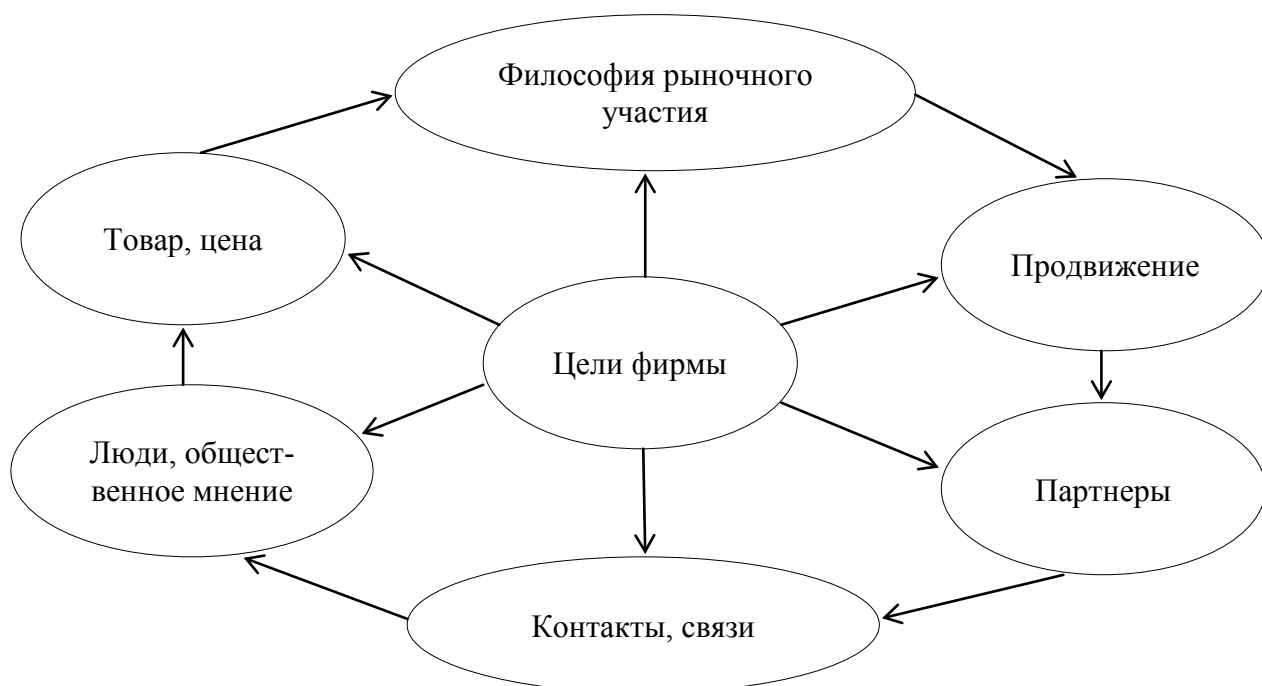 Философия рыночного
участия
Товар, цена
Продвижение
Цели фирмы
Люди, общест-
венное мнение
Партнеры
Контакты, связи